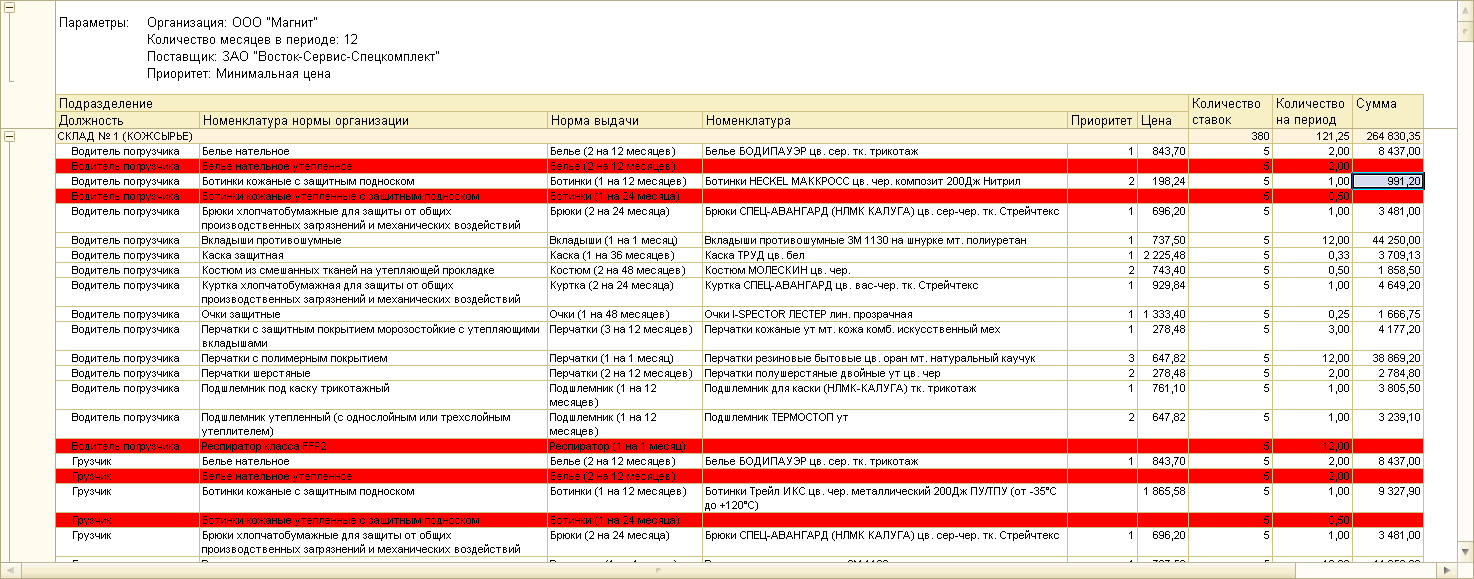 Параметры: Организация: ООО "Магнит"
Количество месяцев в периоде: 12
Поставщик: ЗАО "Восток-Сервис-Спецкомплект"
Приоритет: Минимальная цена
Подразделение Количество ставок Количество на период Сумма
Должность Номенклатура нормы организации Норма выдачи Номенклатура Приоритет Цена
СКЛАД № 1 (КОЖСЫРЬЕ) 380 121,25 264 830,35
Водитель погрузчика Белье нательное Белье (2 на 12 месяцев) Белье БОДИПАУЭР цв. сер. тк. трикотаж 1 843,70 5 2,00 8 437,00
Водитель погрузчика Белье нательное утепленное Белье (2 на 12 месяцев) 5 2,00
Водитель погрузчика Ботинки кожаные с защитным подноском Ботинки (1 на 12 месяцев) Ботинки HECKEL МАККРОСС цв. чер. композит 200Дж Нитрил 2 198,24 5 1,00 991,20
Водитель погрузчика Ботинки кожаные утепленные с защитным подноском Ботинки (1 на 24 месяца) 5 0,50
Водитель погрузчика Брюки хлопчатобумажные для защиты от общих Брюки (2 на 24 месяца) Брюки СПЕЦ-АВАНГАРД (НЛМК КАЛУГА) цв. сер-чер. тк. Стрейчтекс 1 696,20 5 1,00 3 481,00
производственных загрязнений и механических воздействий
Водитель погрузчика Вкладыши противошумные Вкладыши (1 на 1 месяц) Вкладыши противошумные 3М 1130 на шнурке мт. полиуретан 1 737,50 5 12,00 44 250,00
Водитель погрузчика Каска защитная Каска (1 на 36 месяцев) Каска ТРУД цв. бел 1 2 225,48 5 0,33 3 709,13
Водитель погрузчика Костюм из смешанных тканей на утепляющей прокладке Костюм (2 на 48 месяцев) Костюм МОЛЕСКИН цв. чер. 2 743,40 5 0,50 1 858,50
Водитель погрузчика Куртка хлопчатобумажная для защиты от общих Куртка (2 на 24 месяца) Куртка СПЕЦ-АВАНГАРД цв. вас-чер. тк. Стрейчтекс 1 929,84 5 1,00 4 649,20
производственных загрязнений и механических воздействий
Водитель погрузчика Очки защитные Очки (1 на 48 месяцев) Очки I-SPECTOR ЛЕСТЕР лин. прозрачная 1 1 333,40 5 0,25 1 666,75
Водитель погрузчика Перчатки с защитным покрытием морозостойкие с утепляющими Перчатки (3 на 12 месяцев) Перчатки кожаные ут мт. кожа комб. искусственный мех 1 278,48 5 3,00 4 177,20
вкладышами
Водитель погрузчика Перчатки с полимерным покрытием Перчатки (1 на 1 месяц) Перчатки резиновые бытовые цв. оран мт. натуральный каучук 3 647,82 5 12,00 38 869,20
Водитель погрузчика Перчатки шерстяные Перчатки (2 на 12 месяцев) Перчатки полушерстяные двойные ут цв. чер 2 278,48 5 2,00 2 784,80
Водитель погрузчика Подшлемник под каску трикотажный Подшлемник (1 на 12 Подшлемник для каски (НЛМК-КАЛУГА) тк. трикотаж 1 761,10 5 1,00 3 805,50
месяцев)
Водитель погрузчика Подшлемник утепленный (с однослойным или трехслойным Подшлемник (1 на 12 Подшлемник ТЕРМОСТОП ут 2 647,82 5 1,00 3 239,10
утеплителем) месяцев)
Водитель погрузчика Респиратор класса FFP2 Респиратор (1 на 1 месяц) 5 12,00
Грузчик Белье нательное Белье (2 на 12 месяцев) Белье БОДИПАУЭР цв. сер. тк. трикотаж 1 843,70 5 2,00 8 437,00
Грузчик Белье нательное утепленное Белье (2 на 12 месяцев) 5 2,00
Грузчик Ботинки кожаные с защитным подноском Ботинки (1 на 12 месяцев) Ботинки Трейл ИКС цв. чер. металлический 200Дж ПУ/ТПУ (от -35°С 1 865,58 5 1,00 9 327,90
до +120°С)
Грузчик Ботинки кожаные утепленные с защитным подноском Ботинки (1 на 24 месяца) 5 0,50
Грузчик Брюки хлопчатобумажные для защиты от общих Брюки (2 на 24 месяца) Брюки СПЕЦ-АВАНГАРД (НЛМК КАЛУГА) цв. сер-чер. тк. Стрейчтекс 1 696,20 5 1,00 3 481,00
производственных загрязнений и механических воздействий